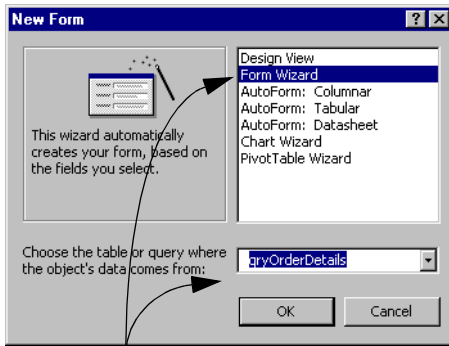 New Form
This wizard automatically
creates your form, based on
the fields you select.
Design View
Form Wizard
AutoForm: Columnar
AutoForm: Tabular
AutoForm: Datasheet
Chart Wizard
PivotTable Wizard
Choose the table or query where
the object's data comes from:
qryOrderDetails
OK
Cancel